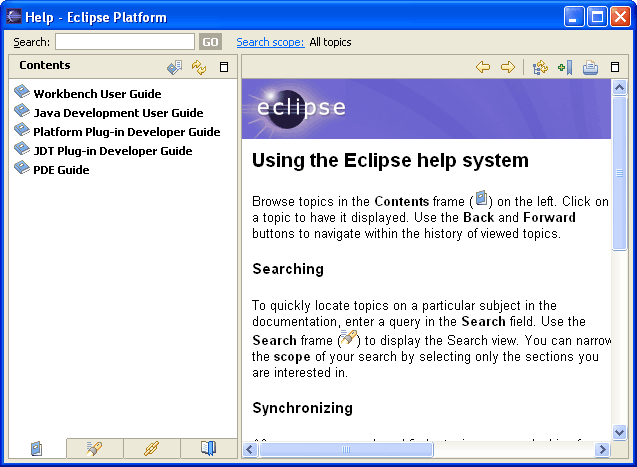 Help - Eclipse Platform
Search: GO Search scope: All topics
Contents
Workbench User Guide
Java Development User Guide
Platform Plug-in Developer Guide
JDT Plug-in Developer Guide
PDE Guide
eclipse
Using the Eclipse help system
Browse topics in the Contents frame ( ) on the left. Click on
a topic to have it displayed. Use the Back and Forward
buttons to navigate within the history of viewed topics.
Searching
To quickly locate topics on a particular subject in the
documentation, enter a query in the Search field. Use the
Search frame ( ) to display the Search view. You can narrow
the scope of your search by selecting only the sections you
are interested in.
Synchronizing